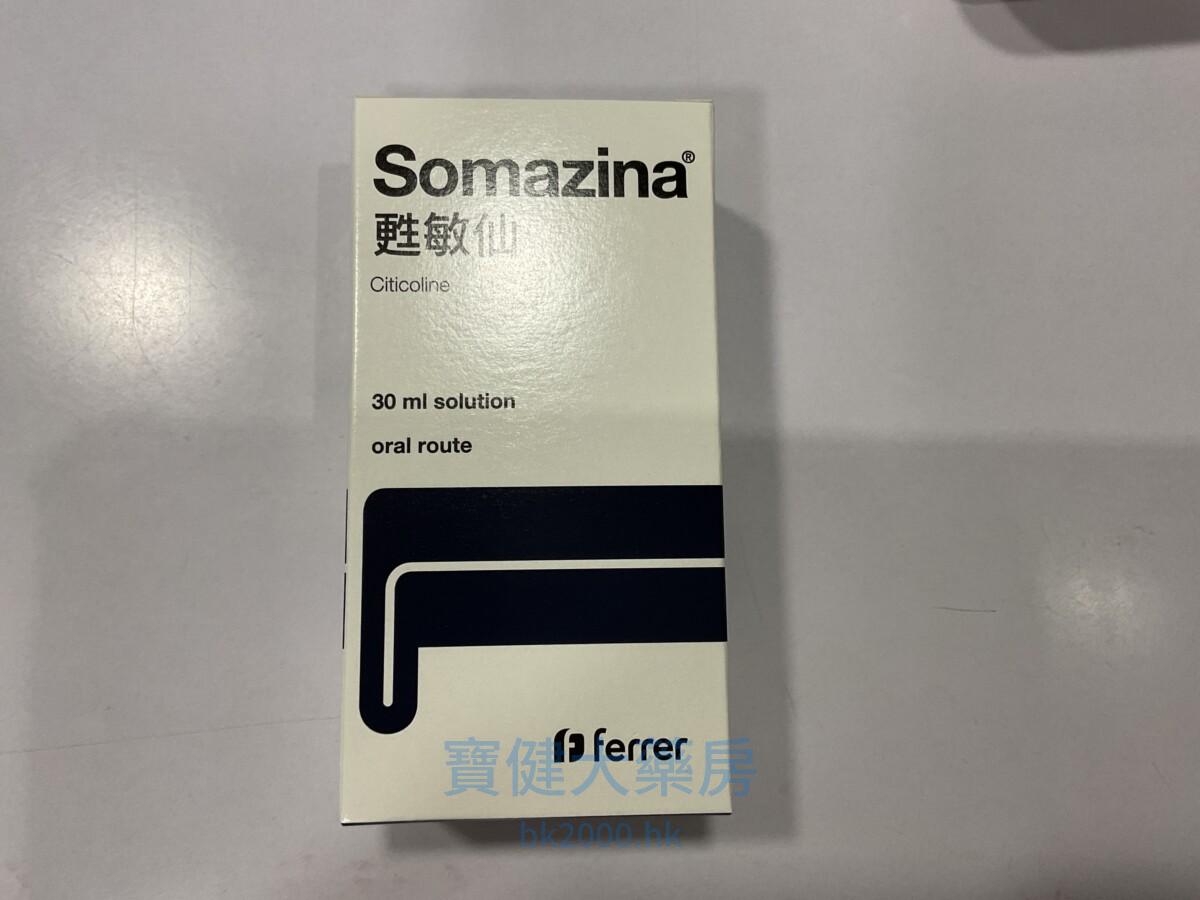 Somazina®
甦敏仙
Citicoline
30 ml solution
oral route
ferrer
寶健大藥房
bk2000.hk